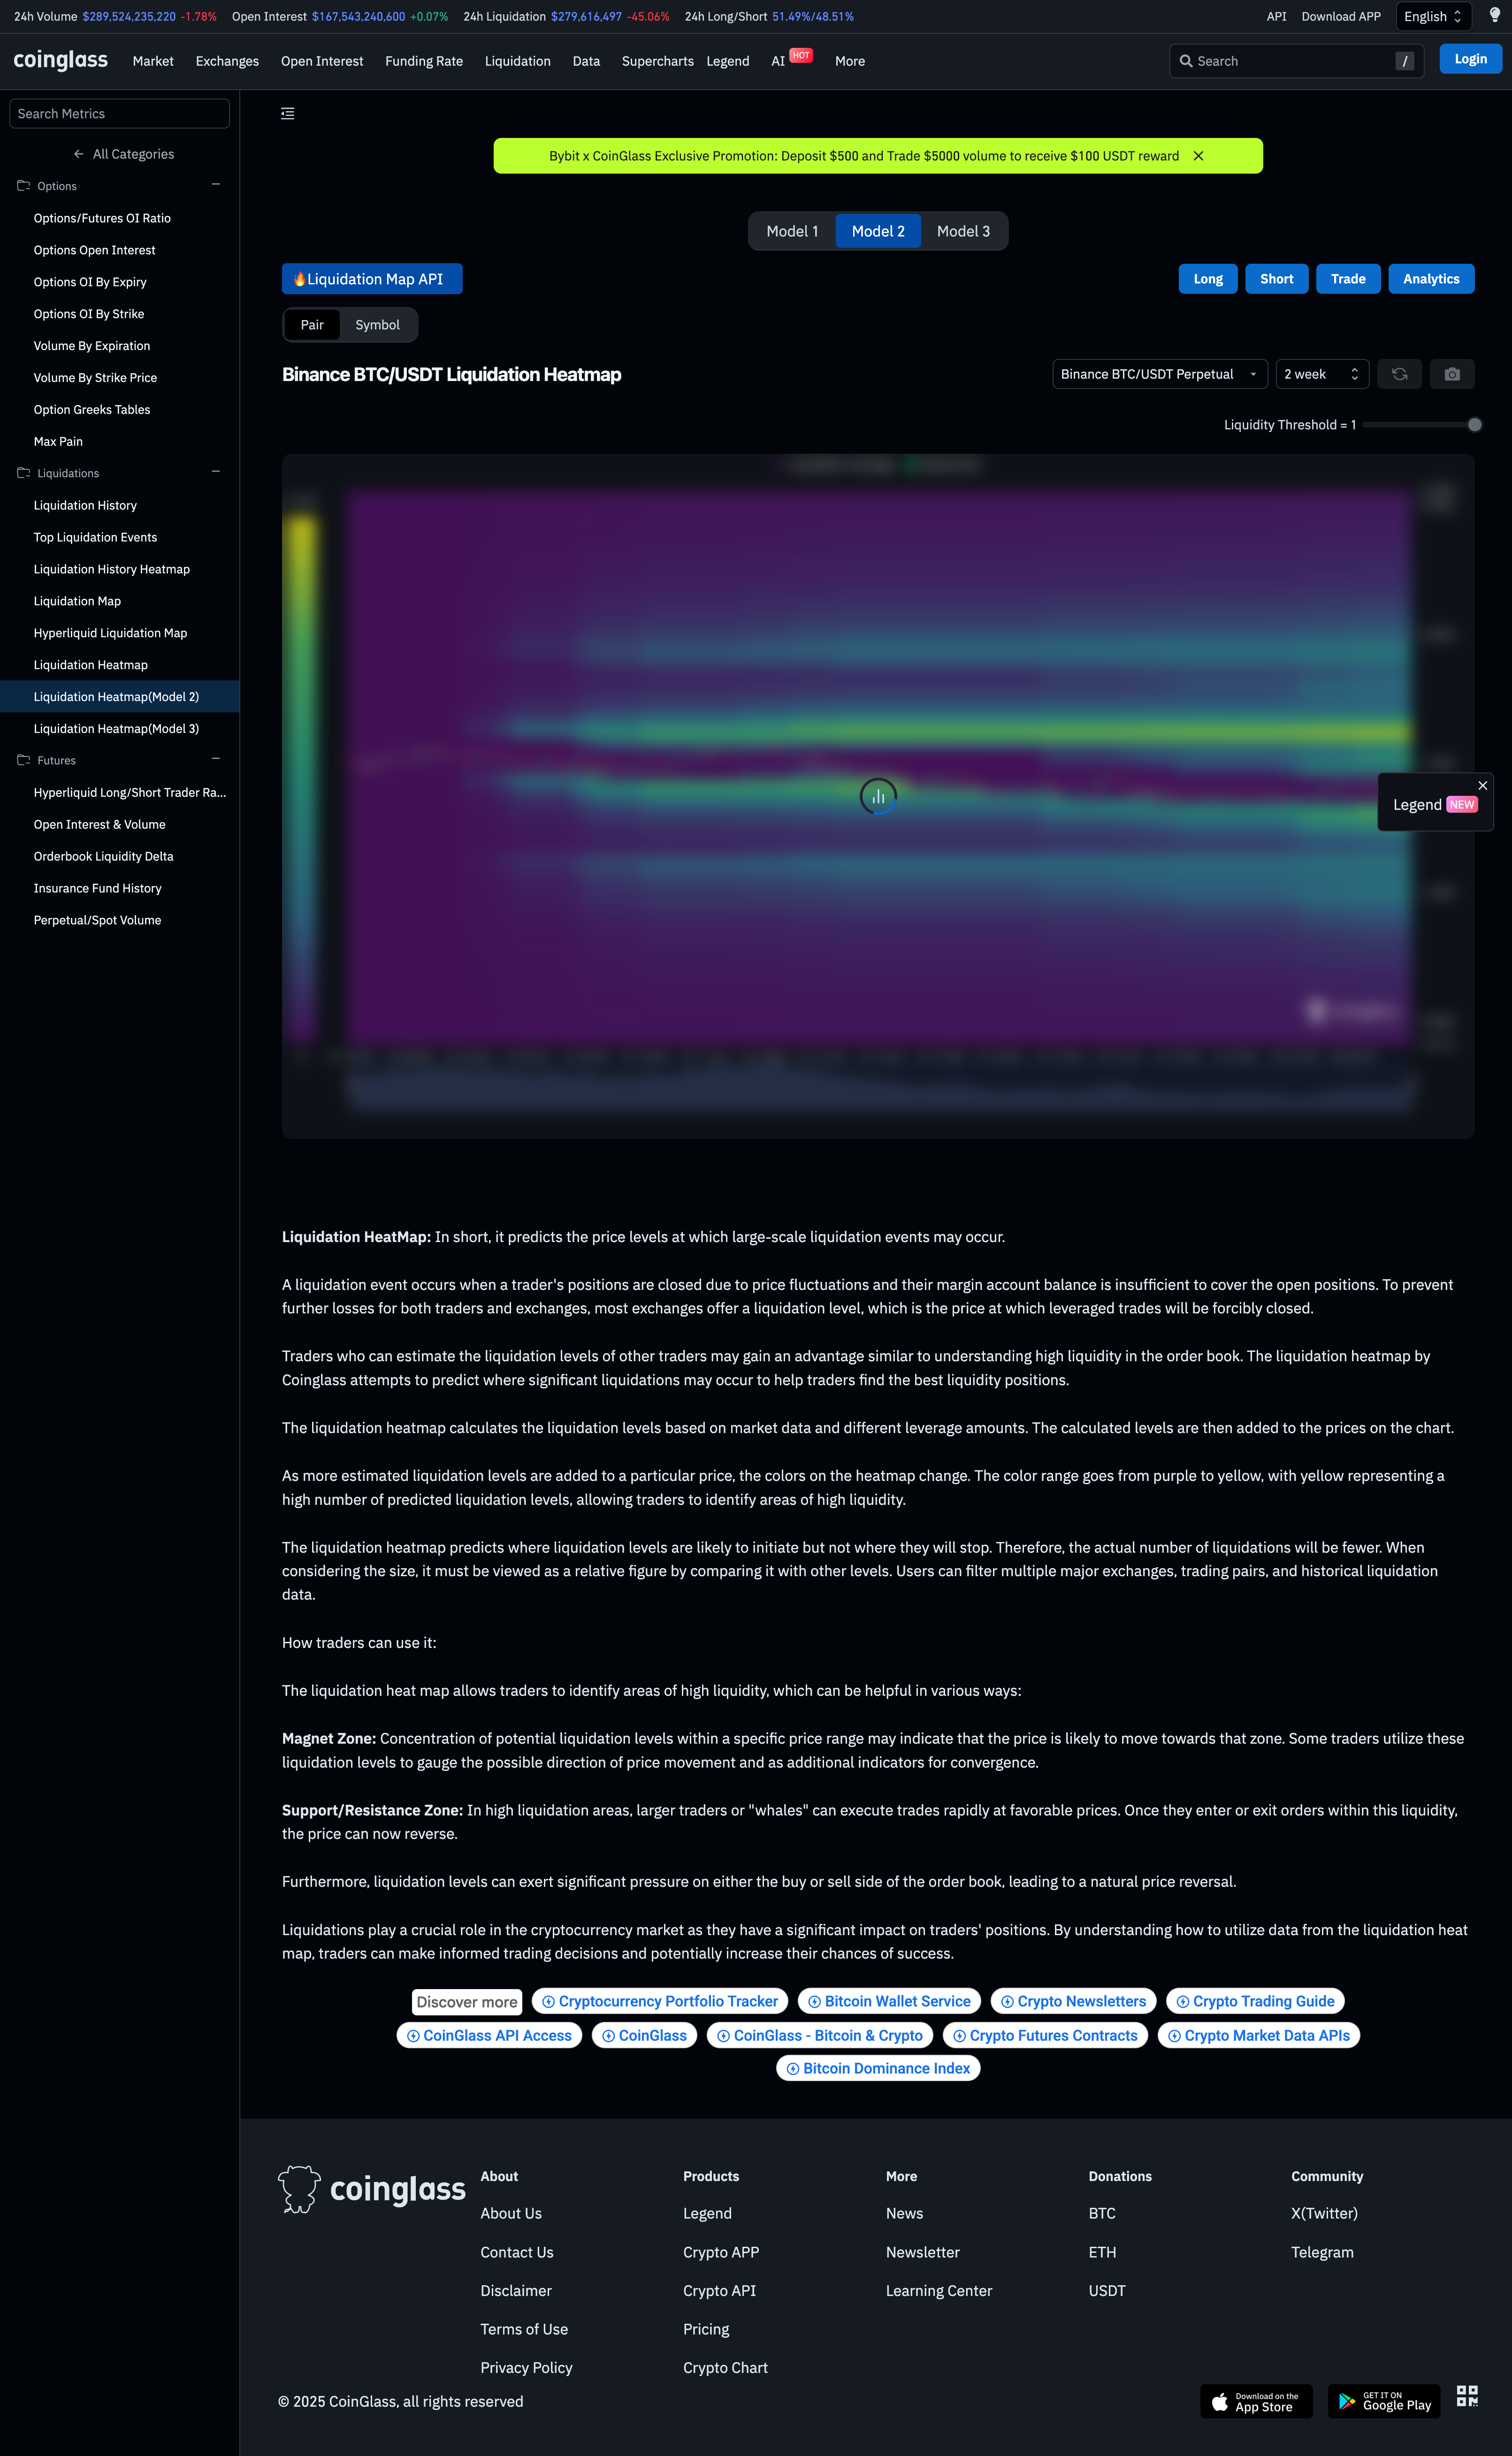 24h Volume $289,524,235,220 -1.78% Open Interest $167,543,240,600 +0.07% 24h Liquidation $279,616,497 -45.06% 24h Long/Short 51.49%/48.51% API Download APP English
coinglass Market Exchanges Open Interest Funding Rate Liquidation Data Supercharts Legend AI HOT More Search / Login
Search Metrics
All Categories
Options
Options/Futures OI Ratio
Options Open Interest
Options OI By Expiry
Options OI By Strike
Volume By Expiration
Volume By Strike Price
Option Greeks Tables
Max Pain
Liquidations
Liquidation History
Top Liquidation Events
Liquidation History Heatmap
Liquidation Map
Hyperliquid Liquidation Map
Liquidation Heatmap
Liquidation Heatmap(Model 2)
Liquidation Heatmap(Model 3)
Futures
Hyperliquid Long/Short Trader Ra...
Open Interest & Volume
Orderbook Liquidity Delta
Insurance Fund History
Perpetual/Spot Volume
Bybit x CoinGlass Exclusive Promotion: Deposit $500 and Trade $5000 volume to receive $100 USDT reward
Model 1 Model 2 Model 3
🔥Liquidation Map API Long Short Trade Analytics
Pair Symbol
Binance BTC/USDT Liquidation Heatmap Binance BTC/USDT Perpetual 2 week
Liquidity Threshold = 1
Legend NEW
Liquidation HeatMap: In short, it predicts the price levels at which large-scale liquidation events may occur.
A liquidation event occurs when a trader's positions are closed due to price fluctuations and their margin account balance is insufficient to cover the open positions. To prevent
further losses for both traders and exchanges, most exchanges offer a liquidation level, which is the price at which leveraged trades will be forcibly closed.
Traders who can estimate the liquidation levels of other traders may gain an advantage similar to understanding high liquidity in the order book. The liquidation heatmap by
Coinglass attempts to predict where significant liquidations may occur to help traders find the best liquidity positions.
The liquidation heatmap calculates the liquidation levels based on market data and different leverage amounts. The calculated levels are then added to the prices on the chart.
As more estimated liquidation levels are added to a particular price, the colors on the heatmap change. The color range goes from purple to yellow, with yellow representing a
high number of predicted liquidation levels, allowing traders to identify areas of high liquidity.
The liquidation heatmap predicts where liquidation levels are likely to initiate but not where they will stop. Therefore, the actual number of liquidations will be fewer. When
considering the size, it must be viewed as a relative figure by comparing it with other levels. Users can filter multiple major exchanges, trading pairs, and historical liquidation
data.
How traders can use it:
The liquidation heat map allows traders to identify areas of high liquidity, which can be helpful in various ways:
Magnet Zone: Concentration of potential liquidation levels within a specific price range may indicate that the price is likely to move towards that zone. Some traders utilize these
liquidation levels to gauge the possible direction of price movement and as additional indicators for convergence.
Support/Resistance Zone: In high liquidation areas, larger traders or "whales" can execute trades rapidly at favorable prices. Once they enter or exit orders within this liquidity,
the price can now reverse.
Furthermore, liquidation levels can exert significant pressure on either the buy or sell side of the order book, leading to a natural price reversal.
Liquidations play a crucial role in the cryptocurrency market as they have a significant impact on traders' positions. By understanding how to utilize data from the liquidation heat
map, traders can make informed trading decisions and potentially increase their chances of success.
Discover more Cryptocurrency Portfolio Tracker Bitcoin Wallet Service Crypto Newsletters Crypto Trading Guide
CoinGlass API Access CoinGlass CoinGlass - Bitcoin & Crypto Crypto Futures Contracts Crypto Market Data APIs
Bitcoin Dominance Index
coinglass
About
About Us
Contact Us
Disclaimer
Terms of Use
Privacy Policy
Products
Legend
Crypto APP
Crypto API
Pricing
Crypto Chart
More
News
Newsletter
Learning Center
Donations
BTC
ETH
USDT
Community
X(Twitter)
Telegram
© 2025 CoinGlass, all rights reserved
Download on the
App Store
GET IT ON
Google Play